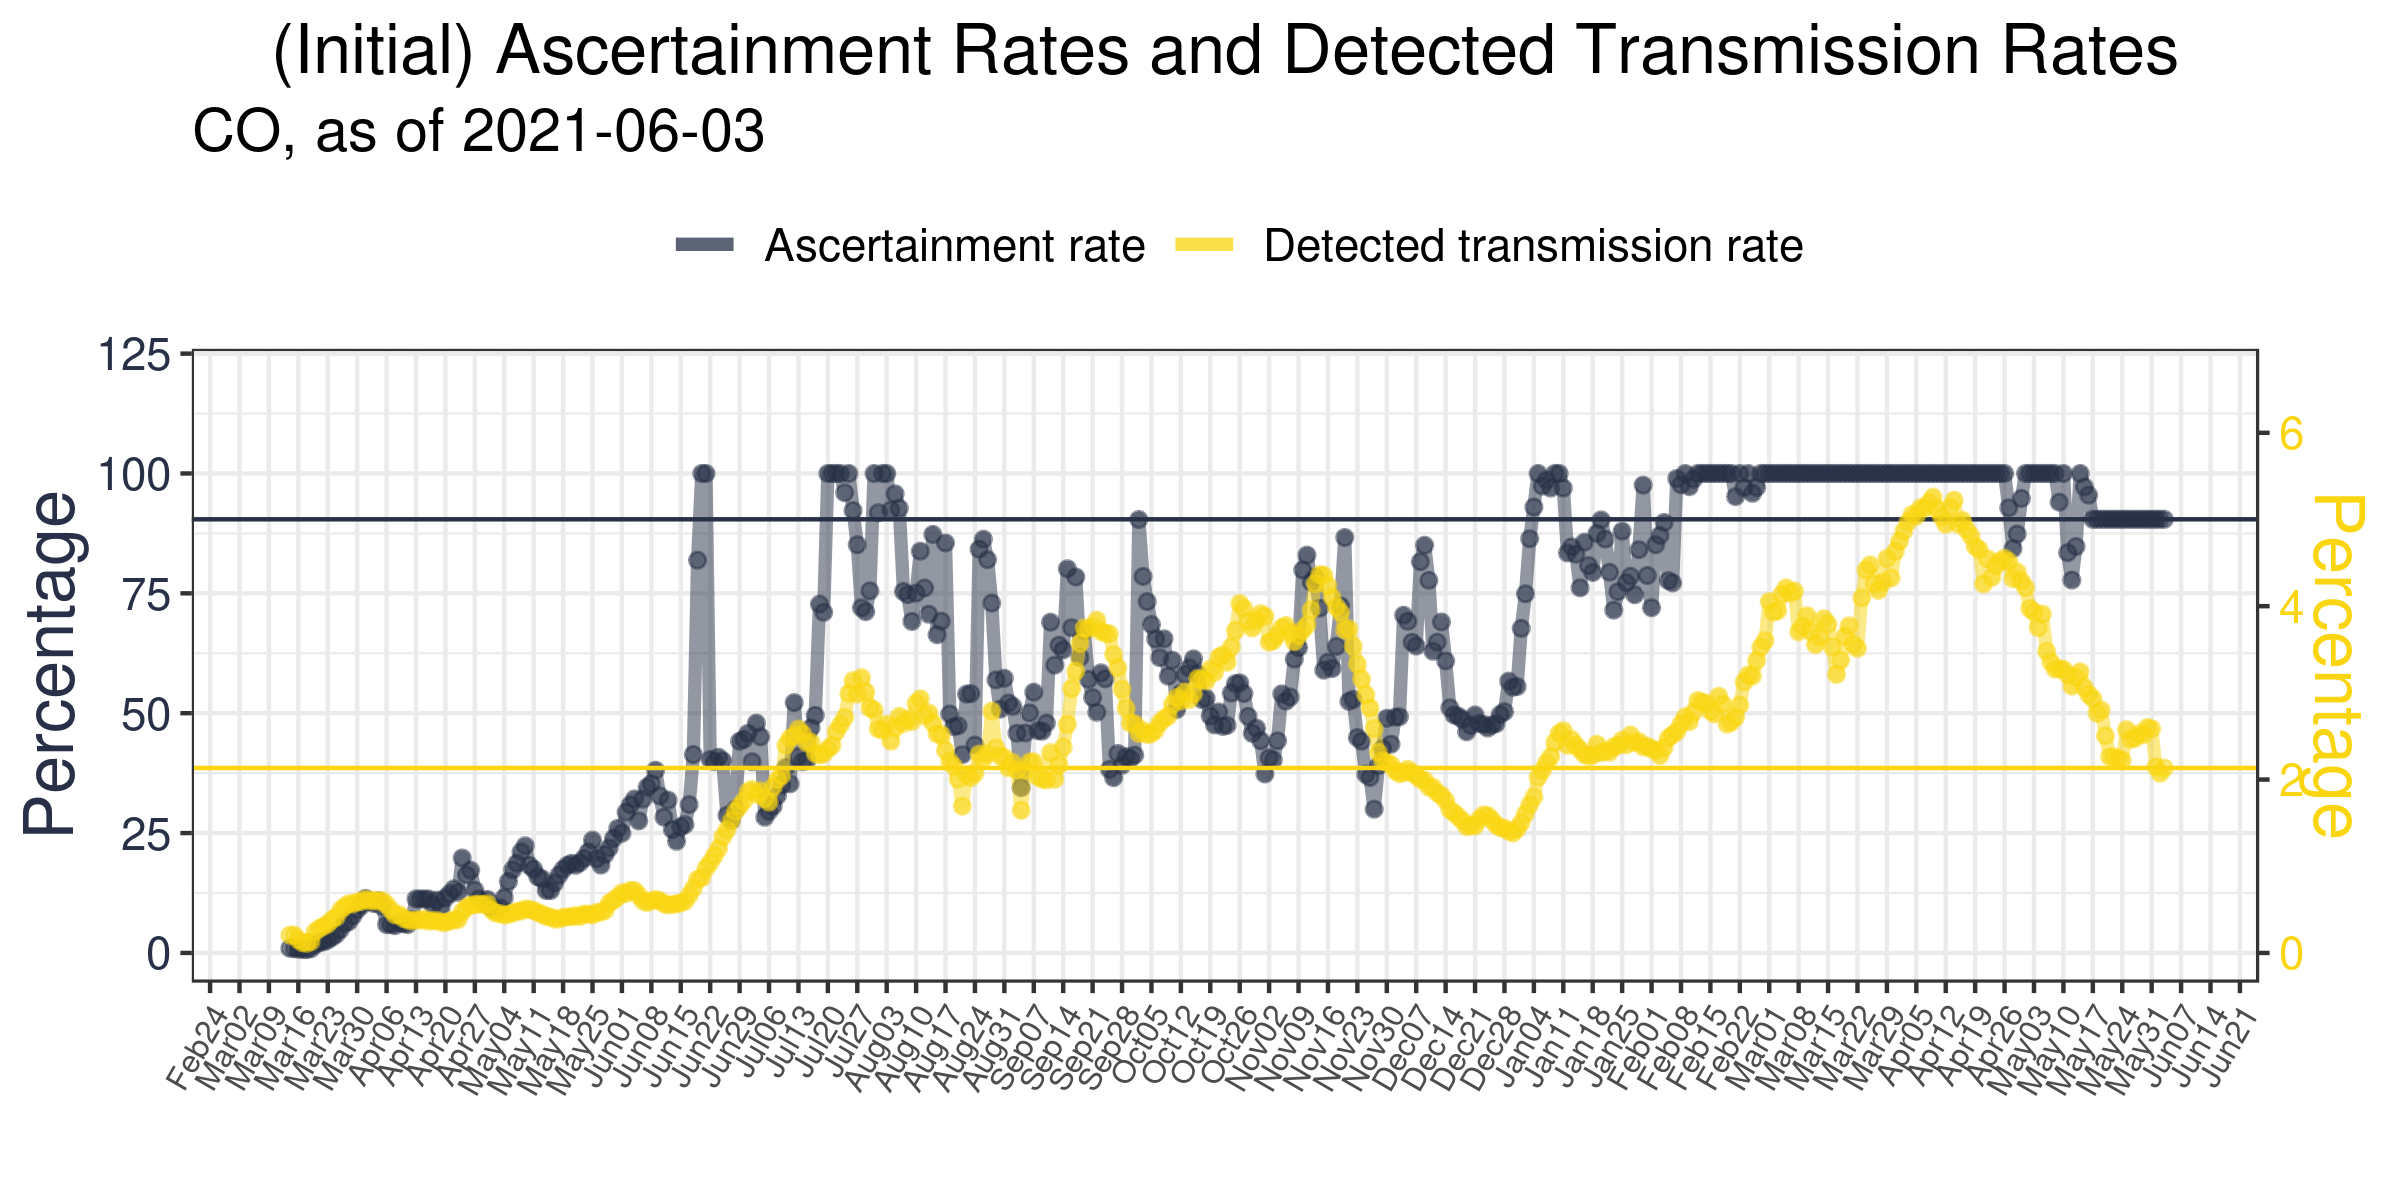 (Initial) Ascertainment Rates and Detected Transmission Rates
CO, as of 2021-06-03
Ascertainment rate
Detected transmission rate
Percentage
125
100
75
50
25
0
6
4
2
0
Percentage
Feb24
Mar02
Mar09
Mar16
Mar23
Mar30
Apr06
Apr13
Apr20
Apr27
May04
May11
May18
May25
Jun01
Jun08
Jun15
Jun22
Jun29
Jul06
Jul13
Jul20
Jul27
Aug03
Aug10
Aug17
Aug24
Aug31
Sep07
Sep14
Sep21
Sep28
Oct05
Oct12
Oct19
Oct26
Nov02
Nov09
Nov16
Nov23
Nov30
Dec07
Dec14
Dec21
Dec28
Jan04
Jan11
Jan18
Jan25
Feb01
Feb08
Feb15
Feb22
Mar01
Mar08
Mar15
Mar22
Mar29
Apr05
Apr12
Apr19
Apr26
May03
May10
May17
May24
May31
Jun07
Jun14
Jun21